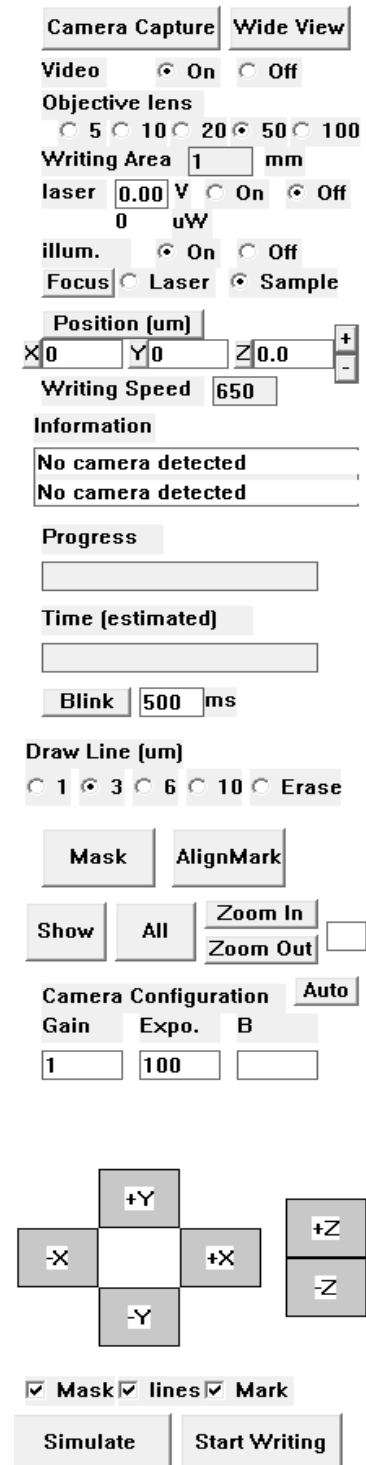 Camera Capture Wide View
Video On Off
Objective lens
5 10 20 50 100
Writing Area 1 mm
laser 0.00 V On Off
0 uW
illum. On Off
Focus Laser Sample
Position (um)
X 0 Y 0 Z 0.0 + -
Writing Speed 650
Information
No camera detected
No camera detected
Progress
Time (estimated)
Blink 500 ms
Draw Line (um)
1 3 6 10 Erase
Mask AlignMark
Show All Zoom In
Zoom Out
Camera Configuration Auto
Gain Expo. B
1 100
+Y
-X +X
-Y
+Z
-Z
Mask lines Mark
Simulate Start Writing